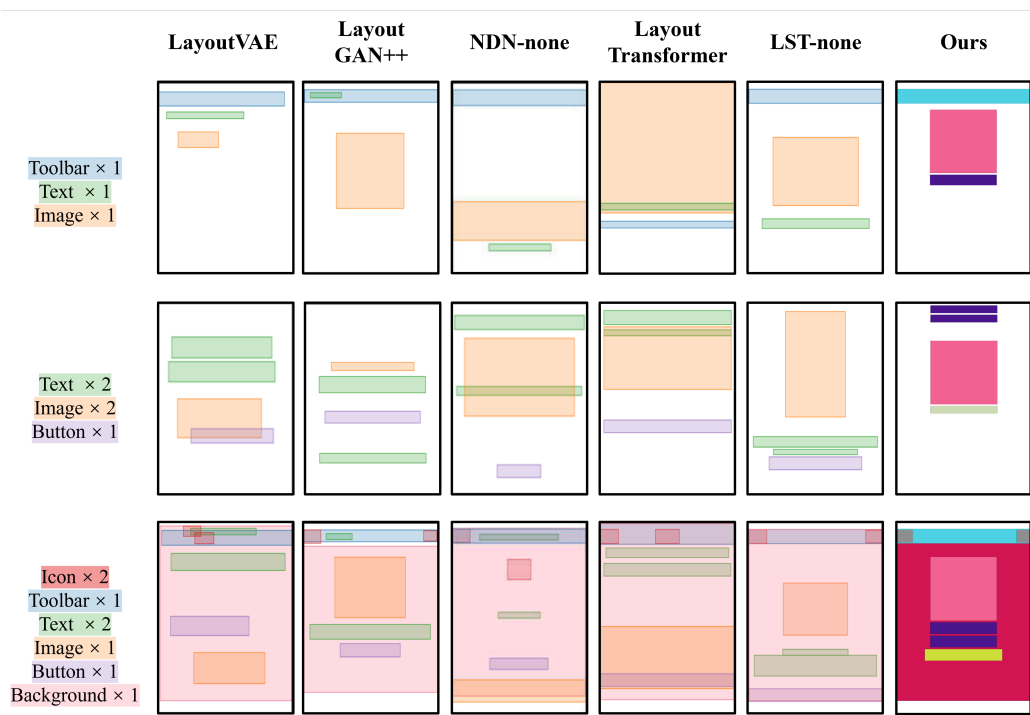 LayoutVAE
Layout
GAN++
NDN-none
Layout
Transformer
LST-none
Ours
Toolbar × 1
Text × 1
Image × 1
Text × 2
Image × 2
Button × 1
Icon × 2
Toolbar × 1
Text × 2
Image × 1
Button × 1
Background × 1